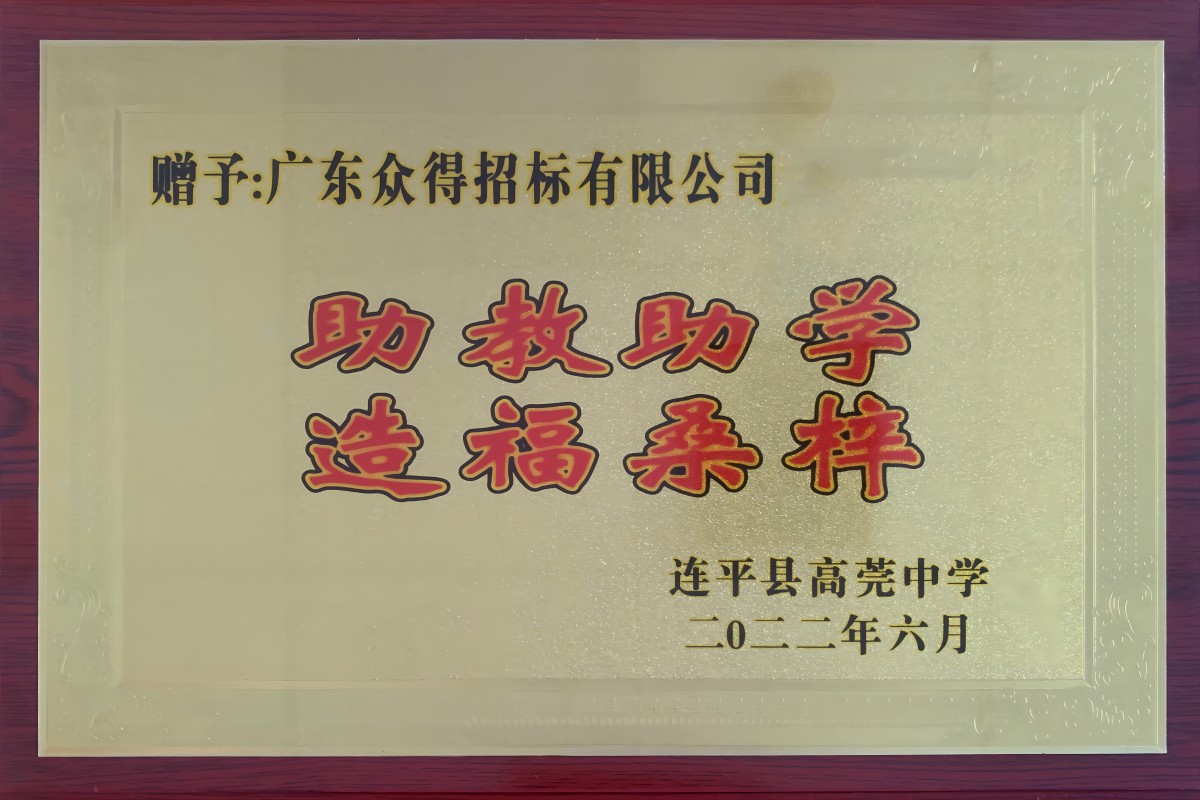 赠予:广东众得招标有限公司
助教助学
造福桑梓
连平县高莞中学
二0二二年六月